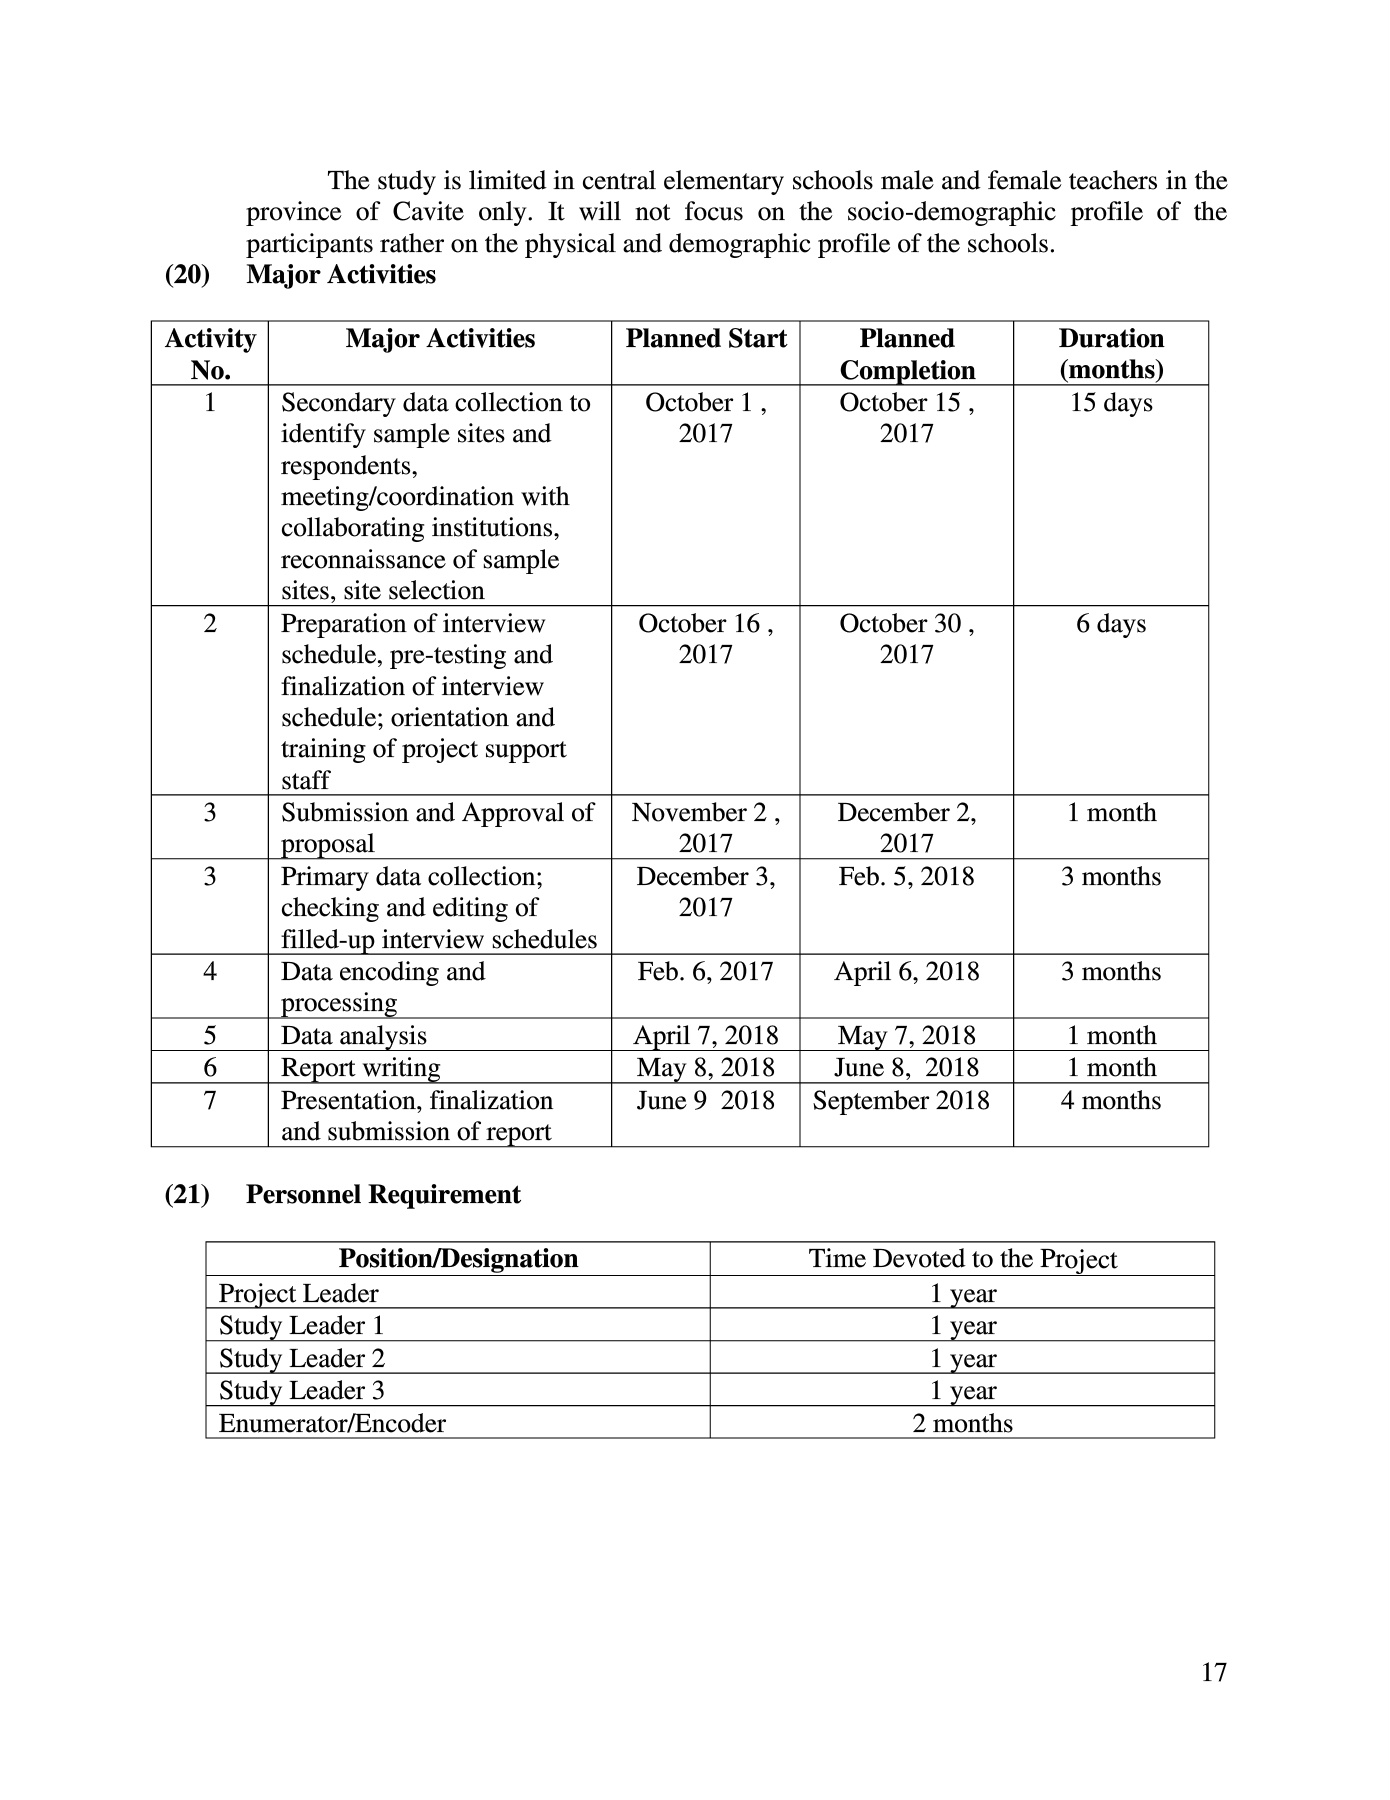 The study is limited in central elementary schools male and female teachers in the
province of Cavite only. It will not focus on the socio-demographic profile of the
participants rather on the physical and demographic profile of the schools.
(20) Major Activities
Activity No. Major Activities Planned Start Planned Completion Duration (months)
1 Secondary data collection to
identify sample sites and
respondents,
meeting/coordination with
collaborating institutions,
reconnaissance of sample
sites, site selection
October 1 ,
2017
October 15 ,
2017
15 days
2 Preparation of interview
schedule, pre-testing and
finalization of interview
schedule; orientation and
training of project support
staff
October 16 ,
2017
October 30 ,
2017
6 days
3 Submission and Approval of
proposal
November 2 ,
2017
December 2,
2017
1 month
3 Primary data collection;
checking and editing of
filled-up interview schedules
December 3,
2017
Feb. 5, 2018
3 months
4 Data encoding and
processing
Feb. 6, 2017
April 6, 2018
3 months
5 Data analysis April 7, 2018 May 7, 2018 1 month
6 Report writing May 8, 2018 June 8,  2018 1 month
7 Presentation, finalization
and submission of report
June 9  2018
September 2018
4 months
(21) Personnel Requirement
Position/Designation Time Devoted to the Project
Project Leader 1 year
Study Leader 1 1 year
Study Leader 2 1 year
Study Leader 3 1 year
Enumerator/Encoder 2 months
17